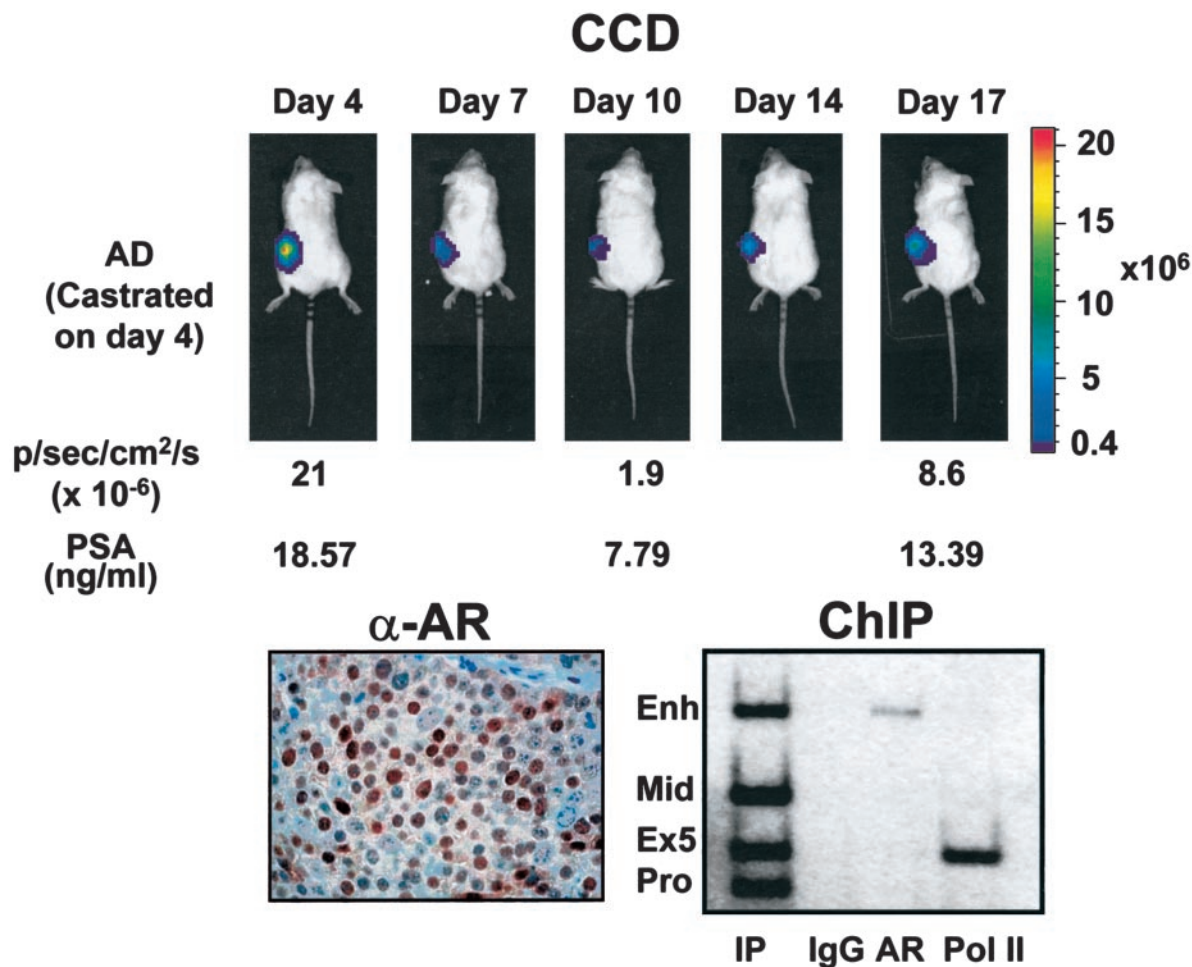 CCD
Day 4 Day 7 Day 10 Day 14 Day 17
AD
(Castrated
on day 4)
20
15
10
5
0.4
x10⁶
p/sec/cm²/s
(x 10⁻⁶)
21 1.9 8.6
PSA
(ng/ml)
18.57 7.79 13.39
α-AR
ChIP
Enh
Mid
Ex5
Pro
IP IgG AR Pol II